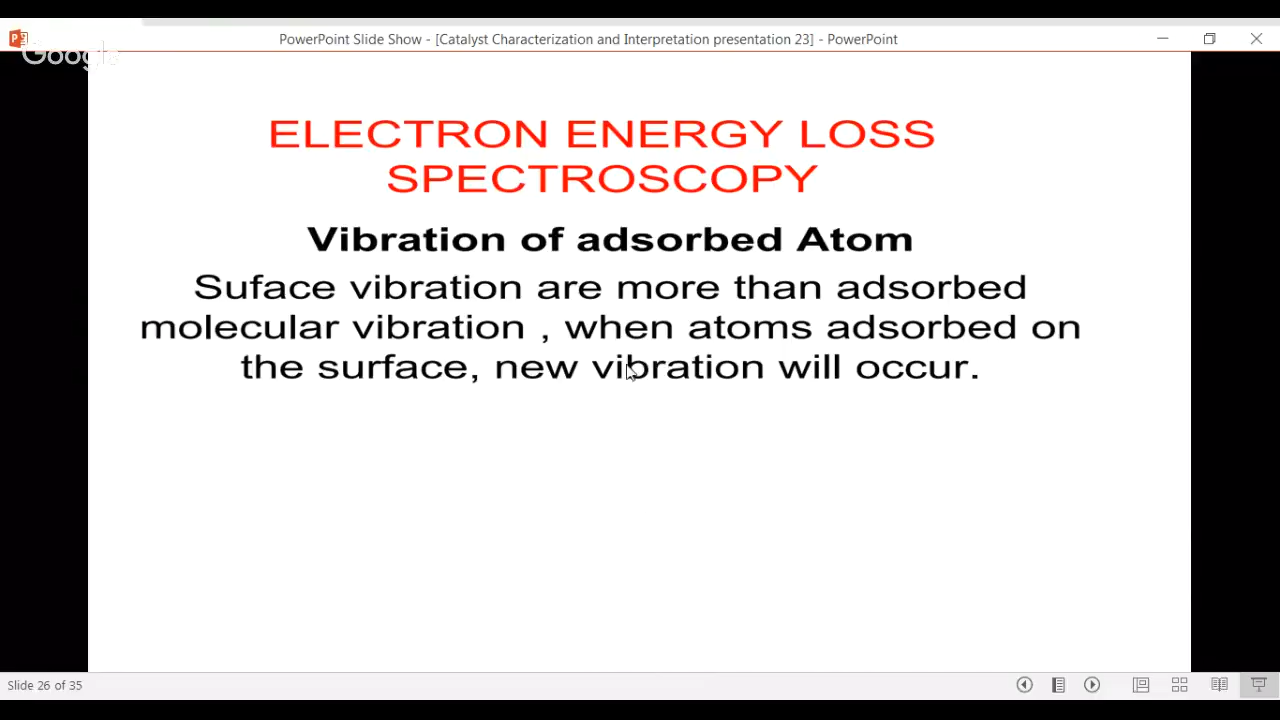 PowerPoint Slide Show - [Catalyst Characterization and Interpretation presentation 23] - PowerPoint
Google
ELECTRON ENERGY LOSS
SPECTROSCOPY
Vibration of adsorbed Atom
Suface vibration are more than adsorbed
molecular vibration , when atoms adsorbed on
the surface, new vibration will occur.
Slide 26 of 35